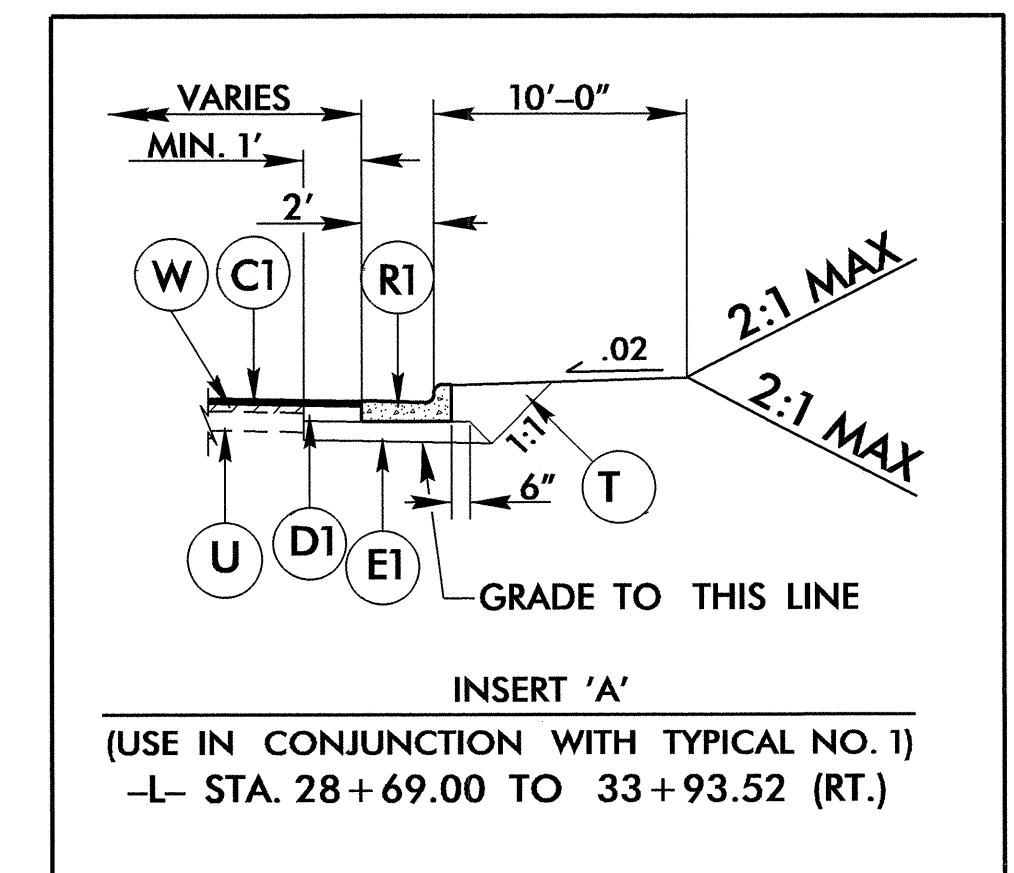 VARIES
10'–0"
MIN. 1'
2'
W
C1
R1
2:1 MAX
.02
2:1 MAX
1:1
6"
T
U
D1
E1
GRADE TO THIS LINE
INSERT 'A'
(USE IN CONJUNCTION WITH TYPICAL NO. 1)
–L– STA. 28+69.00 TO 33+93.52 (RT.)